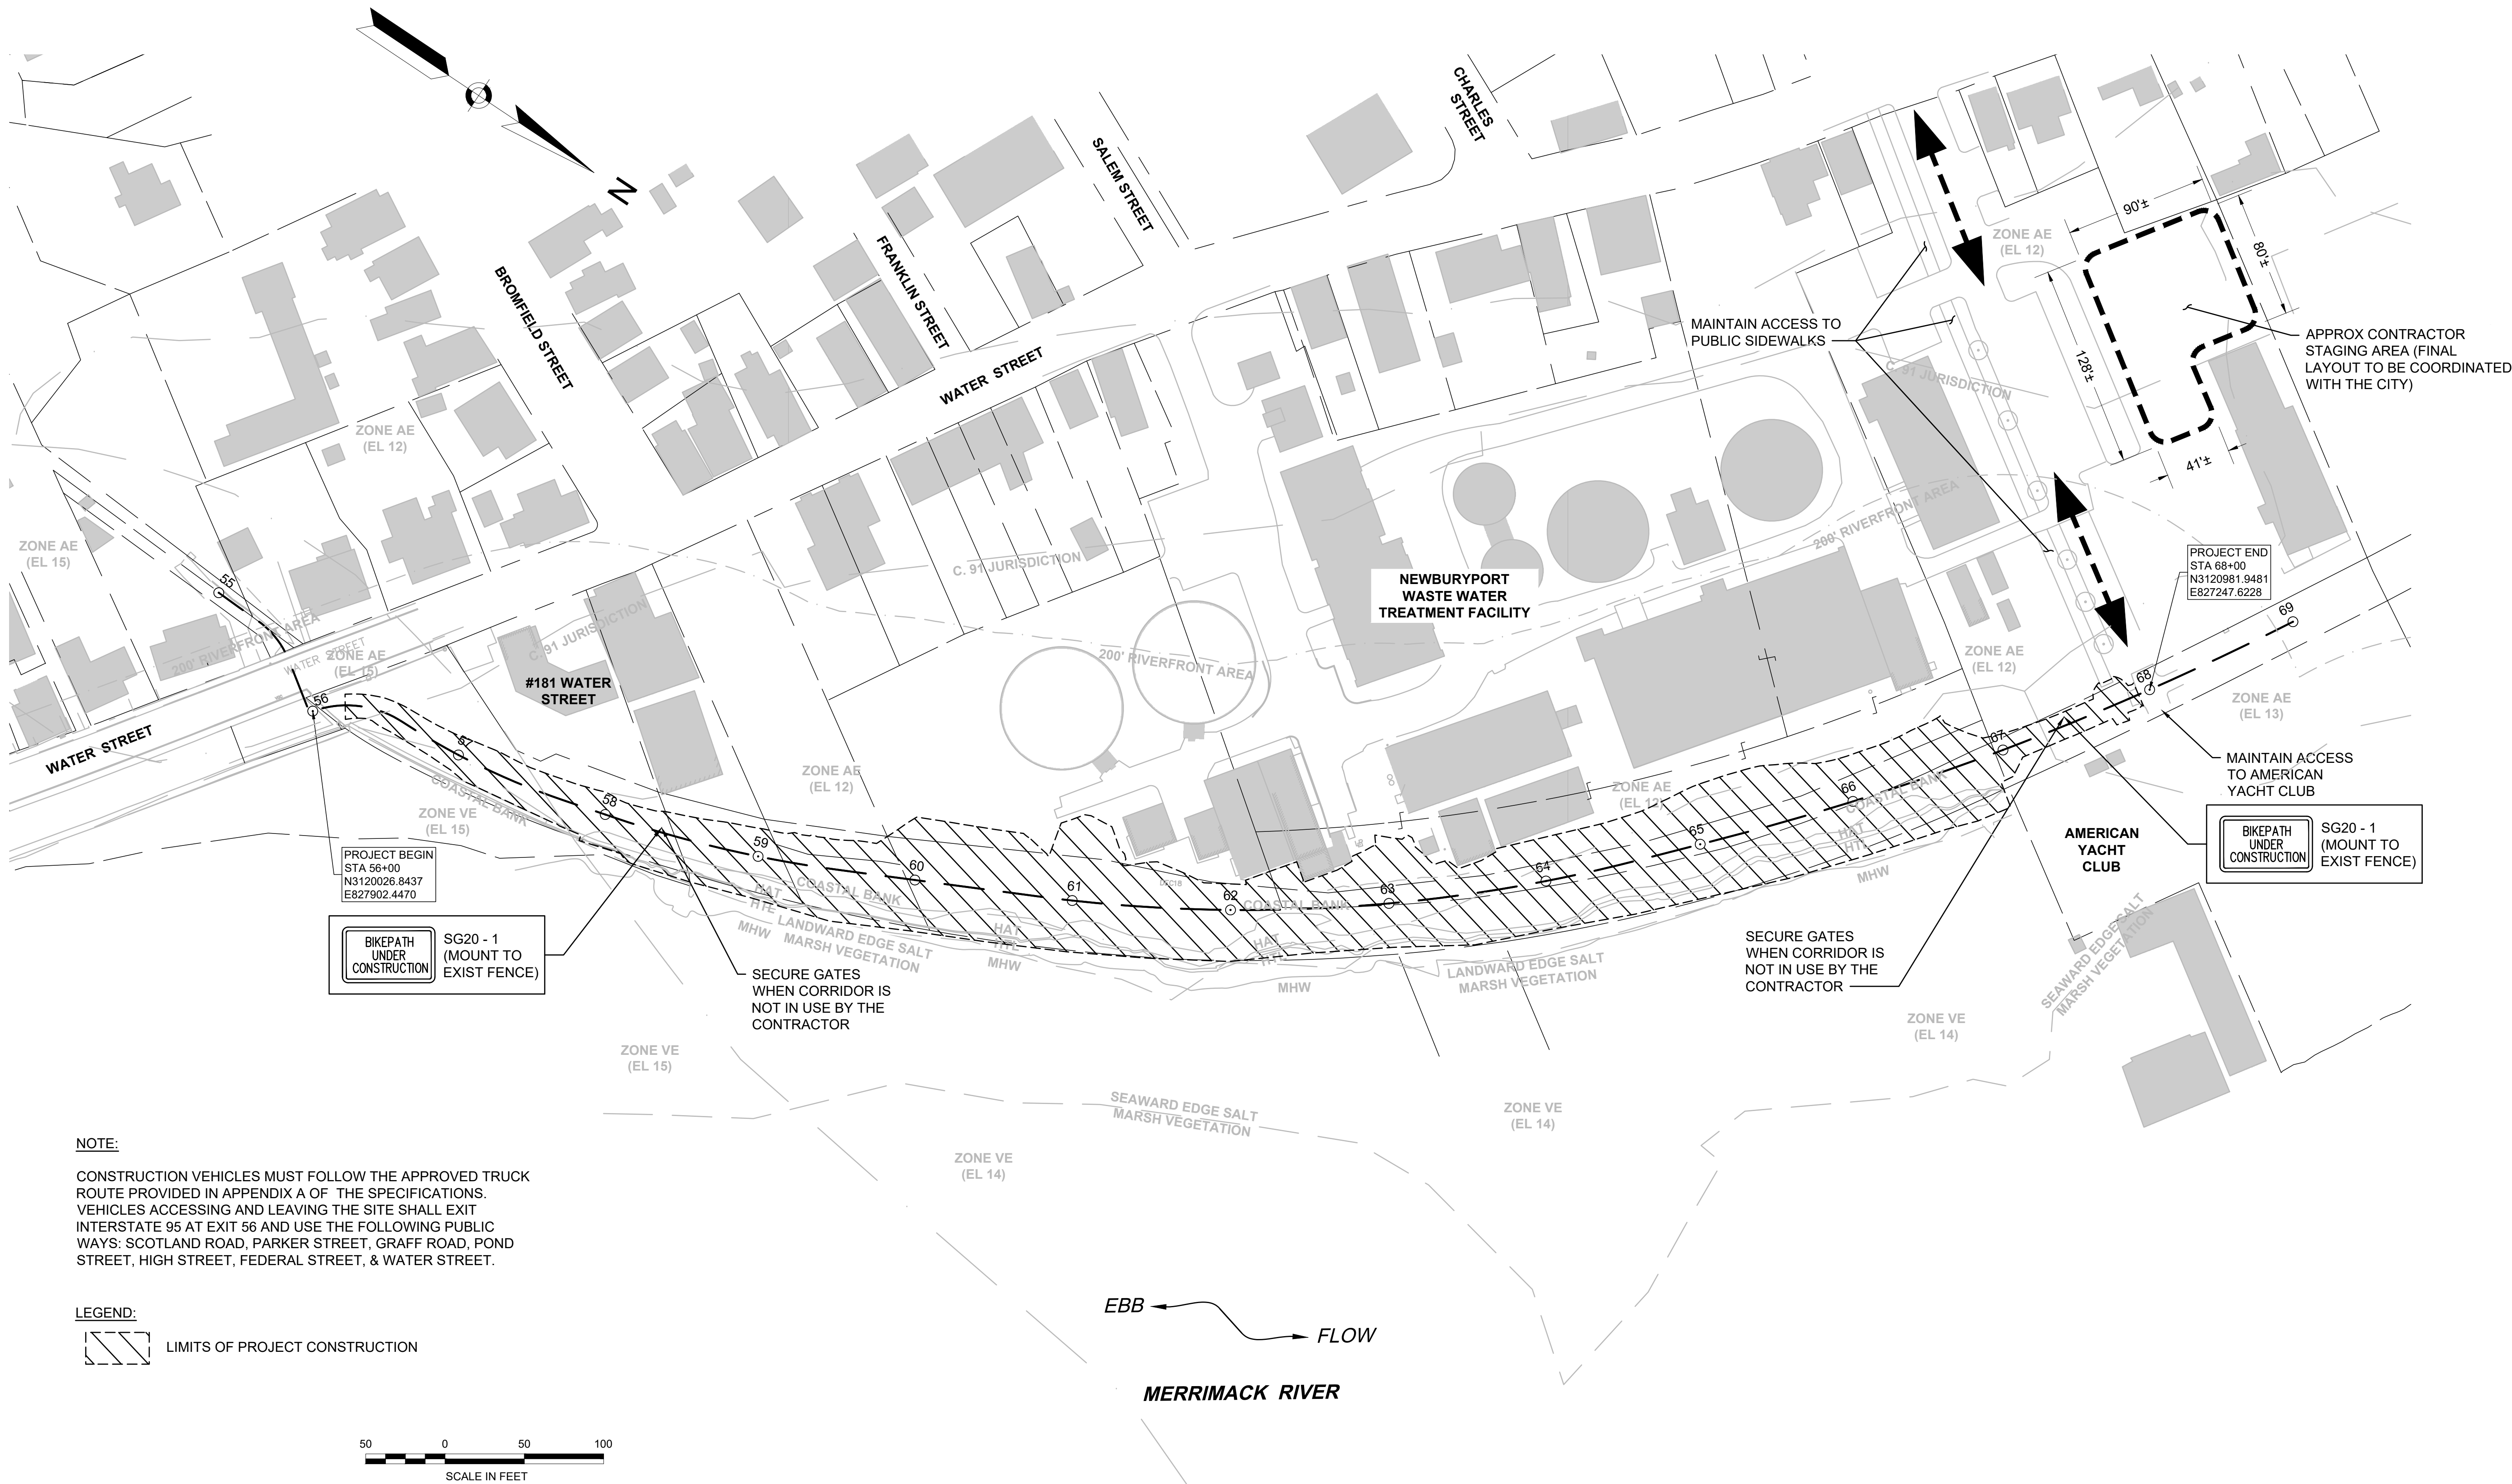 N
CHARLES
STREET
SALEM STREET
FRANKLIN STREET
BROMFIELD STREET
WATER STREET
90'±
80'±
128'±
41'±
ZONE AE
(EL 12)
MAINTAIN ACCESS TO
PUBLIC SIDEWALKS
APPROX CONTRACTOR
STAGING AREA (FINAL
LAYOUT TO BE COORDINATED
WITH THE CITY)
C. 91 JURISDICTION
ZONE AE
(EL 12)
200' RIVERFRONT AREA
ZONE AE
(EL 15)
55
C. 91 JURISDICTION
NEWBURYPORT
WASTE WATER
TREATMENT FACILITY
PROJECT END
STA 68+00
N3120981.9481
E827247.6228
69
200' RIVERFRONT AREA
WATER STREET
ZONE AE
(EL 15)
C. 91 JURISDICTION
#181 WATER
STREET
200' RIVERFRONT AREA
ZONE AE
(EL 12)
68
ZONE AE
(EL 13)
56
WATER STREET
57
58
59
60
61
62
63
64
65
66
67
COASTAL BANK
ZONE VE
(EL 15)
ZONE AE
(EL 12)
ZONE AE
(EL 12)
COASTAL BANK
MAINTAIN ACCESS
TO AMERICAN
YACHT CLUB
AMERICAN
YACHT
CLUB
BIKEPATH
UNDER
CONSTRUCTION
SG20 - 1
(MOUNT TO
EXIST FENCE)
PROJECT BEGIN
STA 56+00
N3120026.8437
E827902.4470
HAT
HTL
MHW
COASTAL BANK
LANDWARD EDGE SALT
MARSH VEGETATION
HAT
HTL
MHW
COASTAL BANK
HAT
HTL
MHW
LANDWARD EDGE SALT
MARSH VEGETATION
HAT
HTL
MHW
BIKEPATH
UNDER
CONSTRUCTION
SG20 - 1
(MOUNT TO
EXIST FENCE)
SECURE GATES
WHEN CORRIDOR IS
NOT IN USE BY THE
CONTRACTOR
SECURE GATES
WHEN CORRIDOR IS
NOT IN USE BY THE
CONTRACTOR
SEAWARD EDGE SALT
MARSH VEGETATION
ZONE VE
(EL 14)
ZONE VE
(EL 15)
SEAWARD EDGE SALT
MARSH VEGETATION
ZONE VE
(EL 14)
ZONE VE
(EL 14)
NOTE:
CONSTRUCTION VEHICLES MUST FOLLOW THE APPROVED TRUCK
ROUTE PROVIDED IN APPENDIX A OF THE SPECIFICATIONS.
VEHICLES ACCESSING AND LEAVING THE SITE SHALL EXIT
INTERSTATE 95 AT EXIT 56 AND USE THE FOLLOWING PUBLIC
WAYS: SCOTLAND ROAD, PARKER STREET, GRAFF ROAD, POND
STREET, HIGH STREET, FEDERAL STREET, & WATER STREET.
LEGEND:
LIMITS OF PROJECT CONSTRUCTION
EBB
FLOW
MERRIMACK RIVER
50 0 50 100
SCALE IN FEET